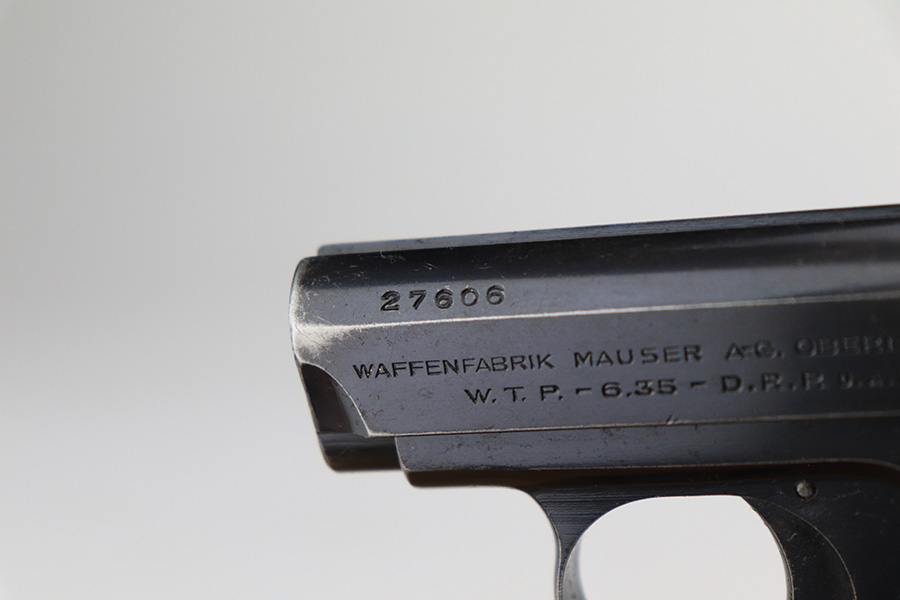 27606
WAFFENFABRIK MAUSER A-G.
W.T.P. - 6.35 - D.R.P.